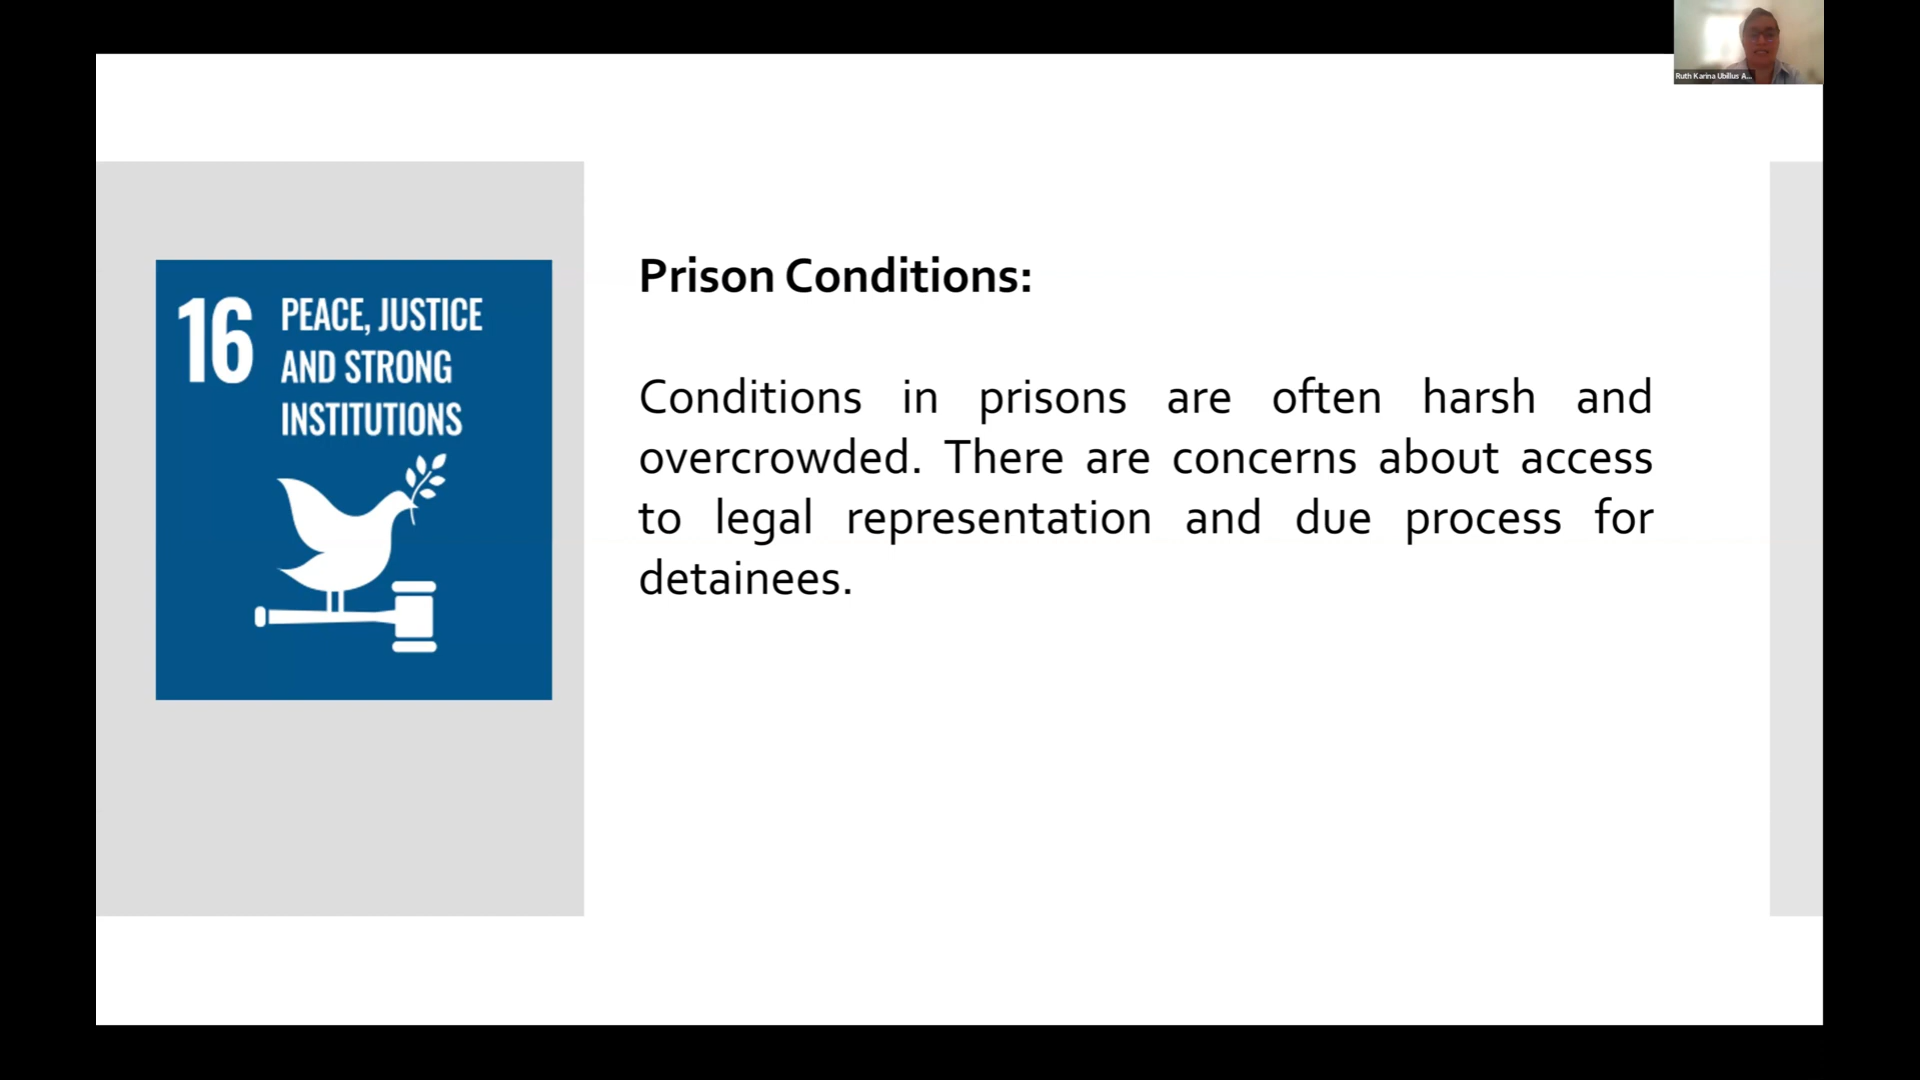 Ruth Karina Ubillus A...
16
PEACE, JUSTICE
AND STRONG
INSTITUTIONS
Prison Conditions:
Conditions in prisons are often harsh and
overcrowded. There are concerns about access
to legal representation and due process for
detainees.